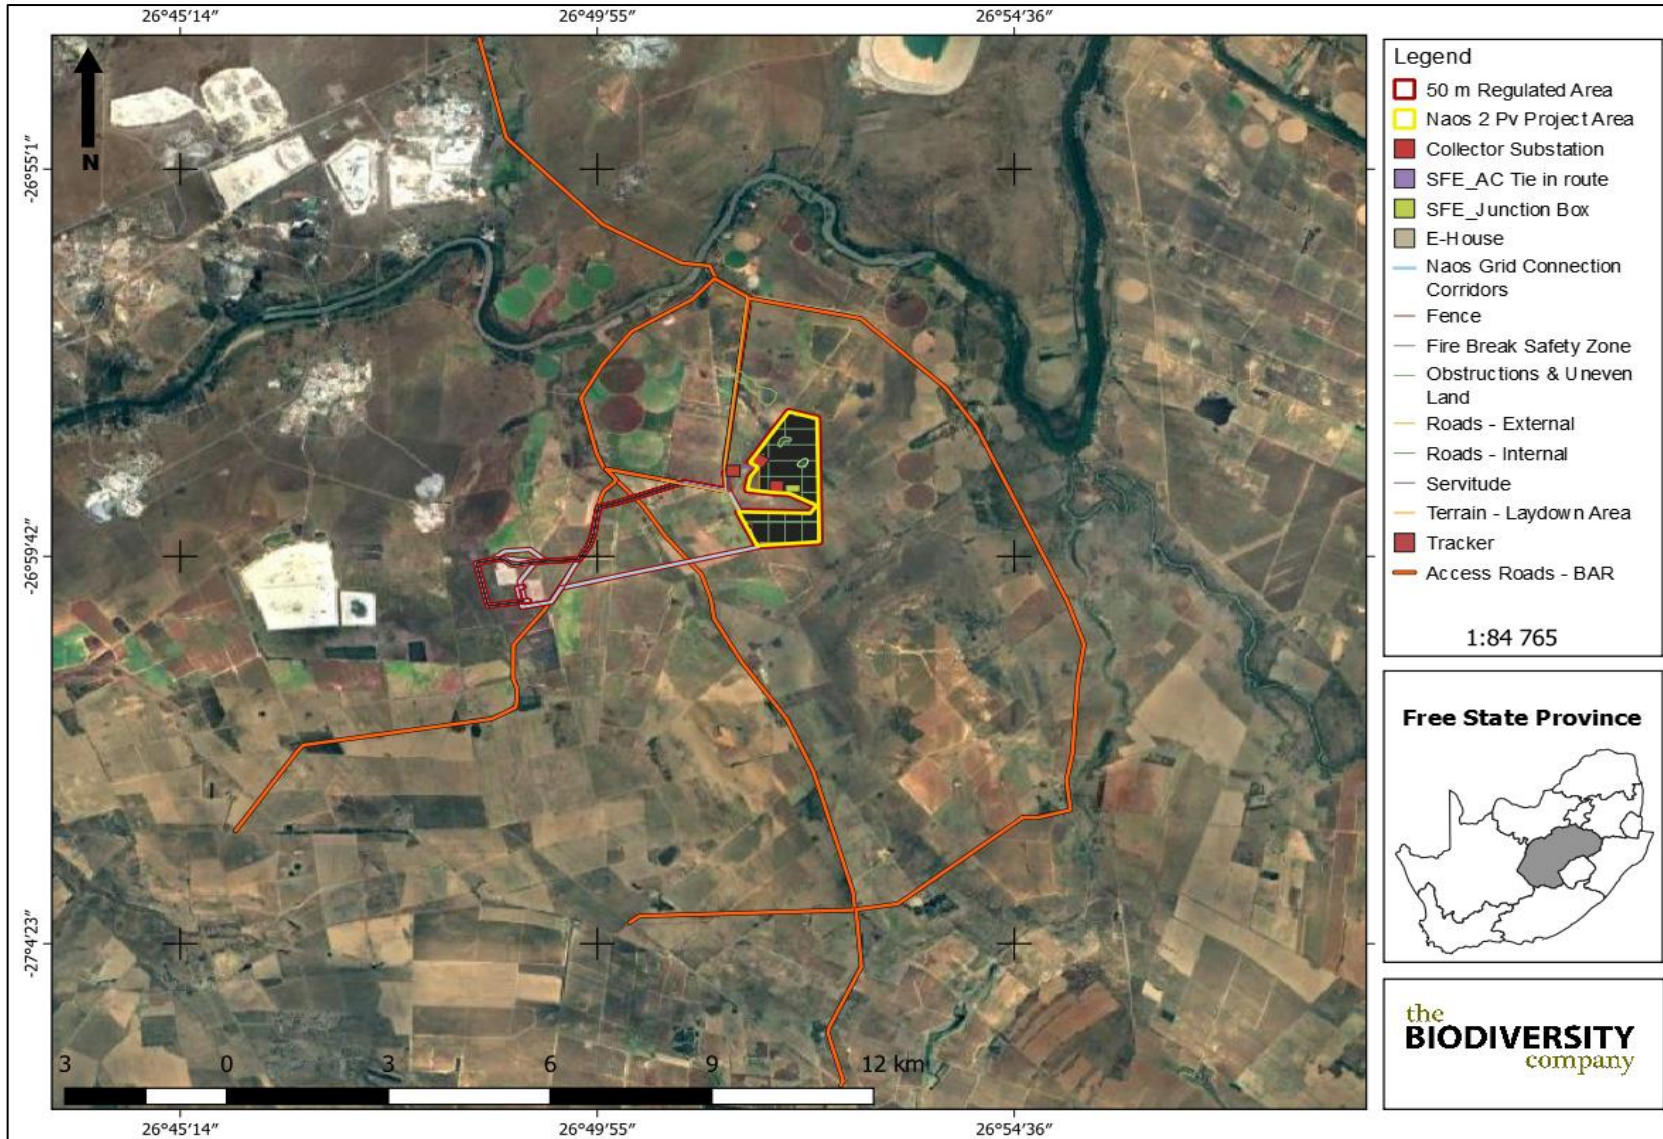 26°45′14″
26°49′55″
26°54′36″
-26°55′1″
-26°59′42″
-27°4′23″
N
3 0 3 6 9 12 km
26°45′14″
26°49′55″
26°54′36″
Legend
50 m Regulated Area
Naos 2 Pv Project Area
Collector Substation
SFE_AC Tie in route
SFE_Junction Box
E-House
Naos Grid Connection
Corridors
Fence
Fire Break Safety Zone
Obstructions & Uneven
Land
Roads - External
Roads - Internal
Servitude
Terrain - Laydown Area
Tracker
Access Roads - BAR
1:84 765
Free State Province
the
BIODIVERSITY
company